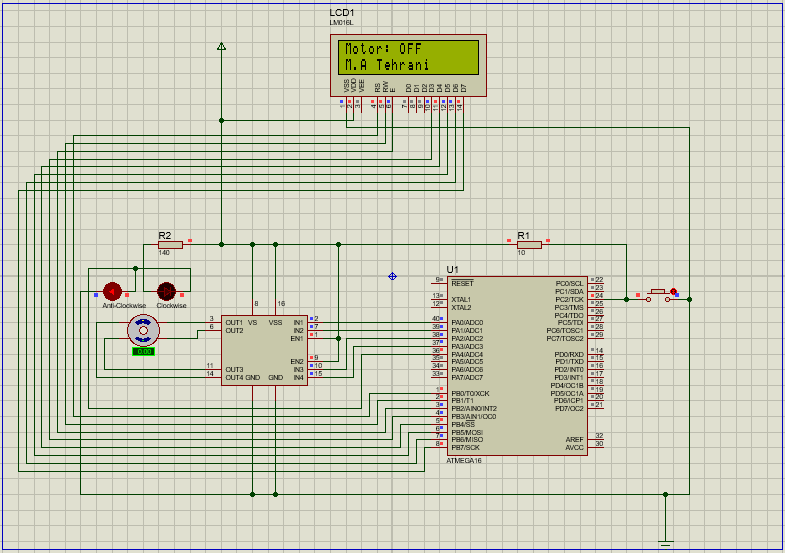 LCD1
LM016L
Motor: OFF
M.A Tehrani
VSS VDD VEE RS RW E D0 D1 D2 D3 D4 D5 D6 D7
1 2 3 4 5 6 7 8 9 10 11 12 13 14
R2
140
R1
10
Anti-Clockwise
Clockwise
0.00
8 16
3 OUT1 VS VSS IN1 2
6 OUT2 IN2 7
EN1 1
EN2 9
11 OUT3 IN3 10
14 OUT4 GND GND IN4 15
U1
9 RESET PC0/SCL 22
PC1/SDA 23
13 XTAL1 PC2/TCK 24
12 XTAL2 PC3/TMS 25
PC4/TDO 26
40 PA0/ADC0 PC5/TDI 27
39 PA1/ADC1 PC6/TOSC1 28
38 PA2/ADC2 PC7/TOSC2 29
37 PA3/ADC3
36 PA4/ADC4 PD0/RXD 14
35 PA5/ADC5 PD1/TXD 15
34 PA6/ADC6 PD2/INT0 16
33 PA7/ADC7 PD3/INT1 17
PD4/OC1B 18
1 PB0/T0/XCK PD5/OC1A 19
2 PB1/T1 PD6/ICP1 20
3 PB2/AIN0/INT2 PD7/OC2 21
4 PB3/AIN1/OC0
5 PB4/SS
6 PB5/MOSI
7 PB6/MISO AREF 32
8 PB7/SCK AVCC 30
ATMEGA16